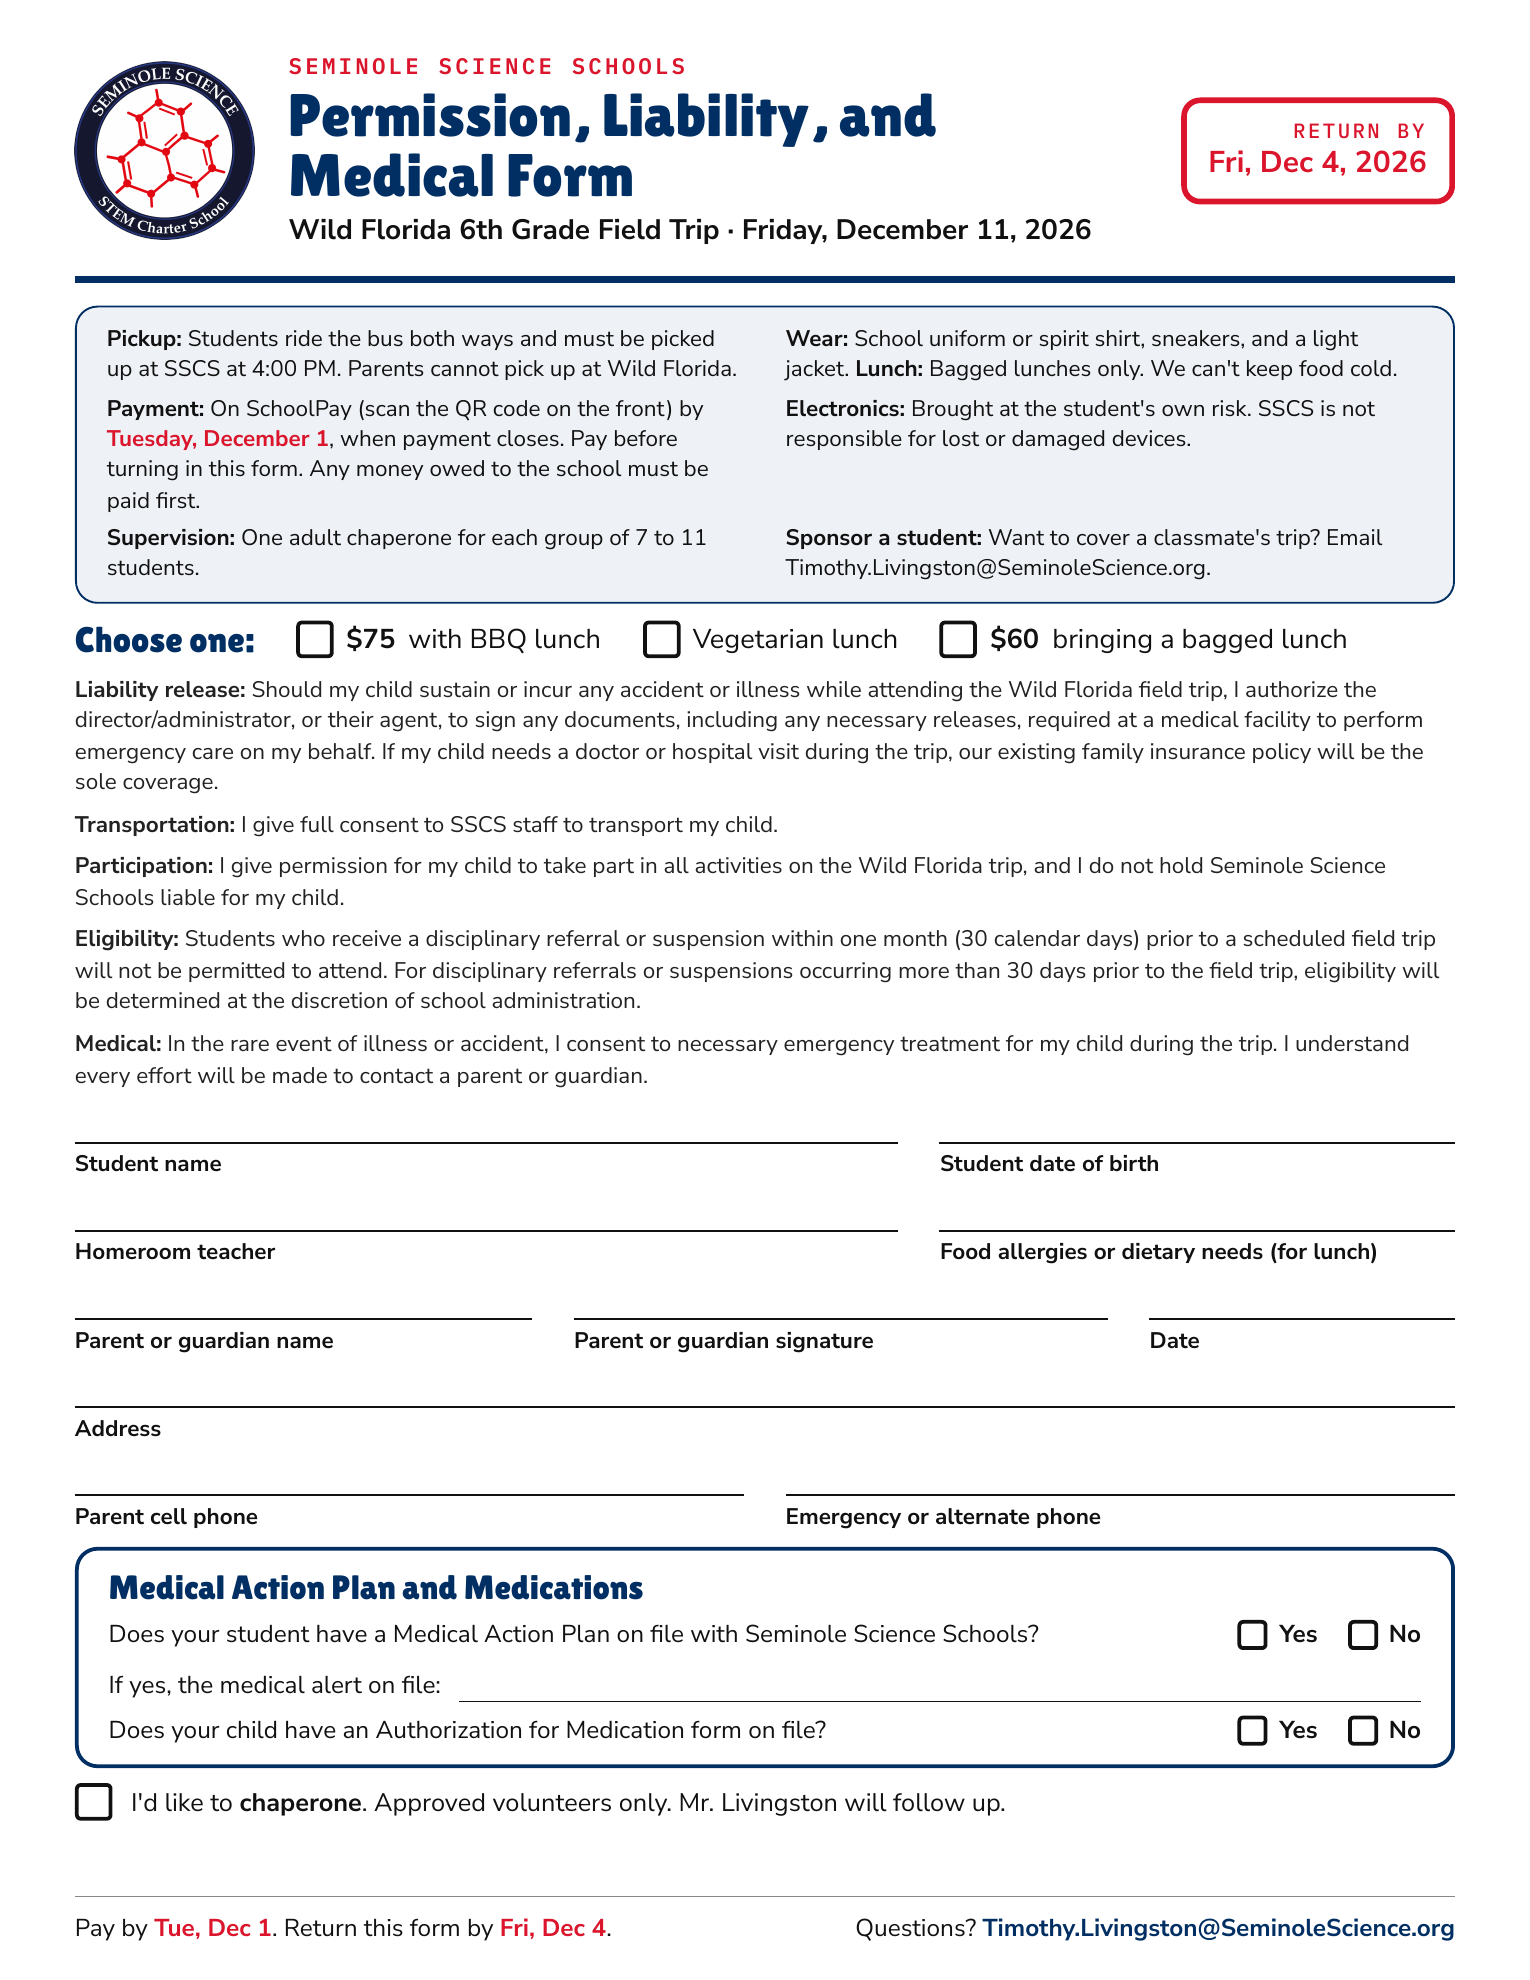 SEMINOLE SCIENCE
STEM Charter School
SEMINOLE SCIENCE SCHOOLS
Permission, Liability, and
Medical Form
Wild Florida 6th Grade Field Trip · Friday, December 11, 2026
RETURN BY
Fri, Dec 4, 2026
Pickup: Students ride the bus both ways and must be picked
up at SSCS at 4:00 PM. Parents cannot pick up at Wild Florida.
Wear: School uniform or spirit shirt, sneakers, and a light
jacket. Lunch: Bagged lunches only. We can't keep food cold.
Payment: On SchoolPay (scan the QR code on the front) by
Tuesday, December 1, when payment closes. Pay before
turning in this form. Any money owed to the school must be
paid first.
Electronics: Brought at the student's own risk. SSCS is not
responsible for lost or damaged devices.
Supervision: One adult chaperone for each group of 7 to 11
students.
Sponsor a student: Want to cover a classmate's trip? Email
Timothy.Livingston@SeminoleScience.org.
Choose one: $75 with BBQ lunch Vegetarian lunch $60 bringing a bagged lunch
Liability release: Should my child sustain or incur any accident or illness while attending the Wild Florida field trip, I authorize the
director/administrator, or their agent, to sign any documents, including any necessary releases, required at a medical facility to perform
emergency care on my behalf. If my child needs a doctor or hospital visit during the trip, our existing family insurance policy will be the
sole coverage.
Transportation: I give full consent to SSCS staff to transport my child.
Participation: I give permission for my child to take part in all activities on the Wild Florida trip, and I do not hold Seminole Science
Schools liable for my child.
Eligibility: Students who receive a disciplinary referral or suspension within one month (30 calendar days) prior to a scheduled field trip
will not be permitted to attend. For disciplinary referrals or suspensions occurring more than 30 days prior to the field trip, eligibility will
be determined at the discretion of school administration.
Medical: In the rare event of illness or accident, I consent to necessary emergency treatment for my child during the trip. I understand
every effort will be made to contact a parent or guardian.
Student name Student date of birth
Homeroom teacher Food allergies or dietary needs (for lunch)
Parent or guardian name Parent or guardian signature Date
Address
Parent cell phone Emergency or alternate phone
Medical Action Plan and Medications
Does your student have a Medical Action Plan on file with Seminole Science Schools? Yes No
If yes, the medical alert on file:
Does your child have an Authorization for Medication form on file? Yes No
I'd like to chaperone. Approved volunteers only. Mr. Livingston will follow up.
Pay by Tue, Dec 1. Return this form by Fri, Dec 4. Questions? Timothy.Livingston@SeminoleScience.org